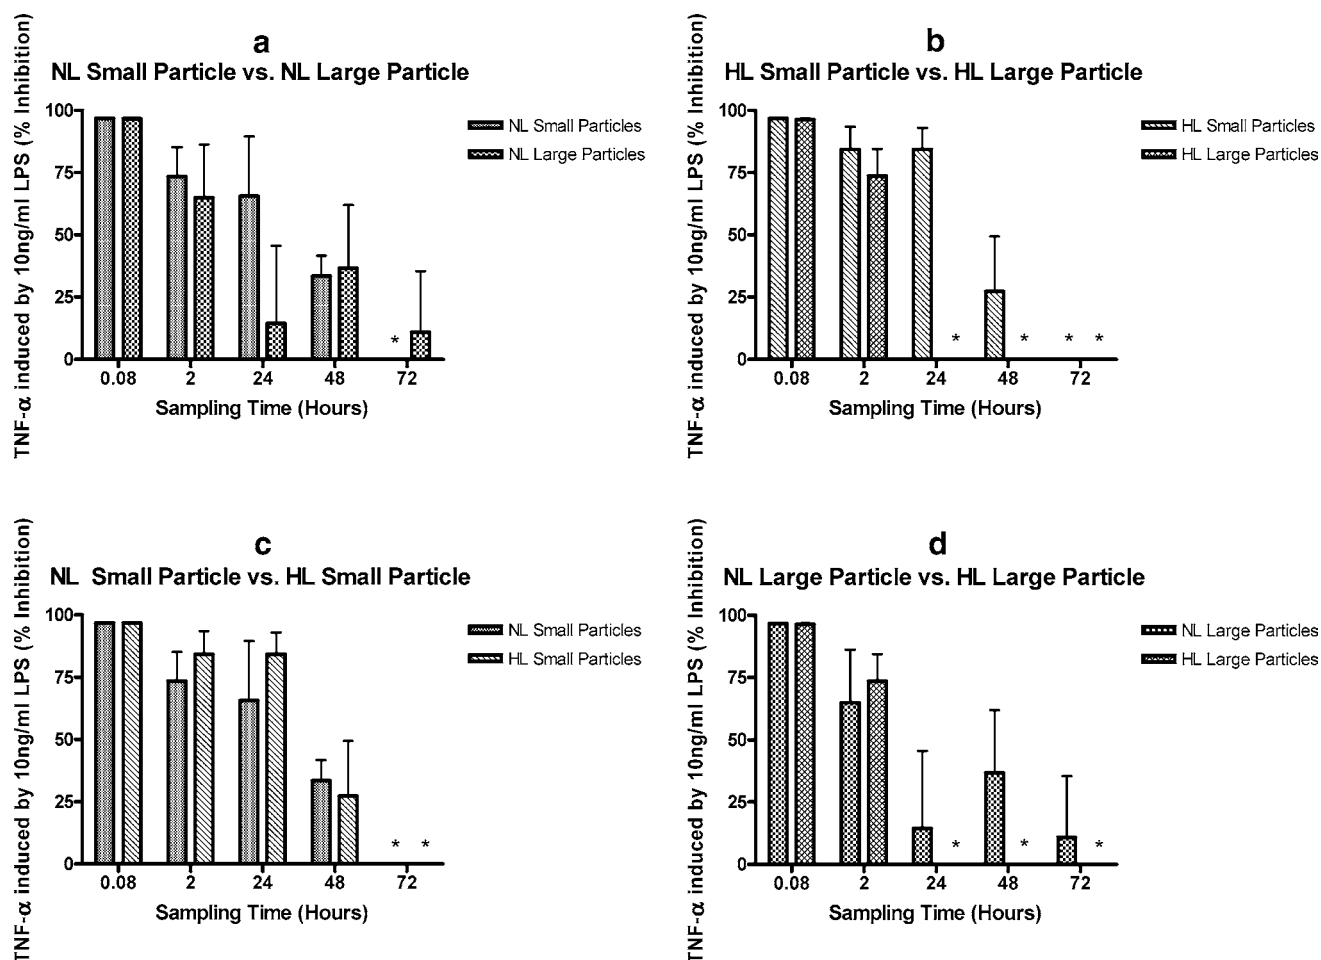 a
NL Small Particle vs. NL Large Particle
TNF-α induced by 10ng/ml LPS (% Inhibition)
100
75
50
25
0
*
0.08 2 24 48 72
Sampling Time (Hours)
NL Small Particles
NL Large Particles
b
HL Small Particle vs. HL Large Particle
TNF-α induced by 10ng/ml LPS (% Inhibition)
100
75
50
25
0
* * * *
0.08 2 24 48 72
Sampling Time (Hours)
HL Small Particles
HL Large Particles
c
NL Small Particle vs. HL Small Particle
TNF-α induced by 10ng/ml LPS (% Inhibition)
100
75
50
25
0
* *
0.08 2 24 48 72
Sampling Time (Hours)
NL Small Particles
HL Small Particles
d
NL Large Particle vs. HL Large Particle
TNF-α induced by 10ng/ml LPS (% Inhibition)
100
75
50
25
0
* * *
0.08 2 24 48 72
Sampling Time (Hours)
NL Large Particles
HL Large Particles